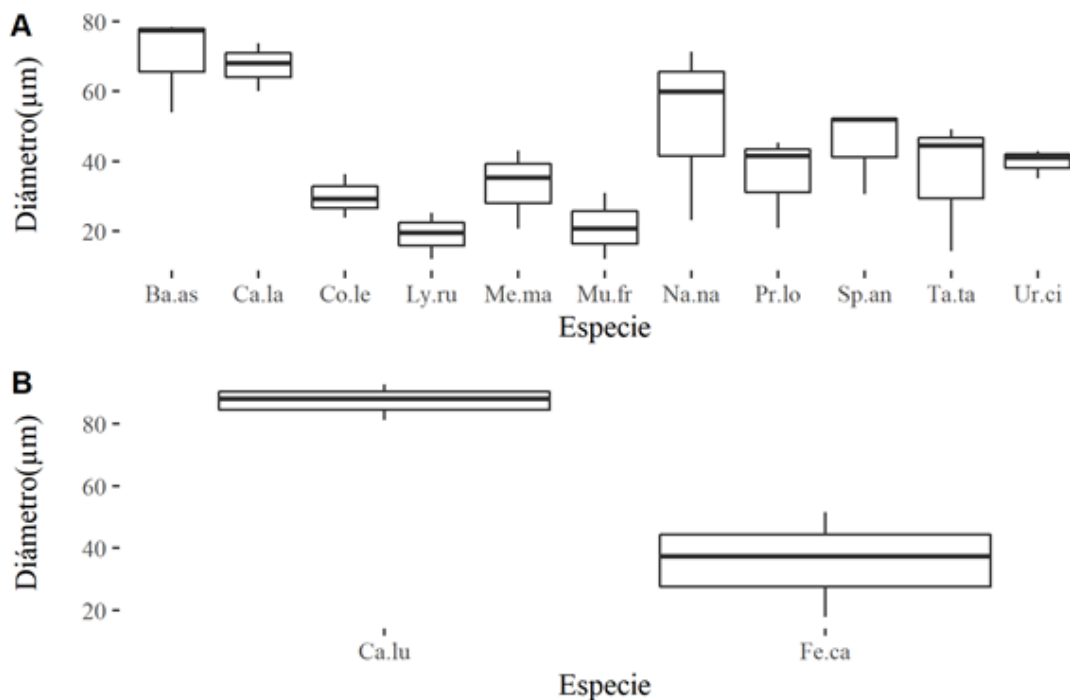 A
Diámetro(µm)
80
60
40
20
Ba.as Ca.la Co.le Ly.ru Me.ma Mu.fr Na.na Pr.lo Sp.an Ta.ta Ur.ci
Especie
B
Diámetro(µm)
80
60
40
20
Ca.lu Fe.ca
Especie